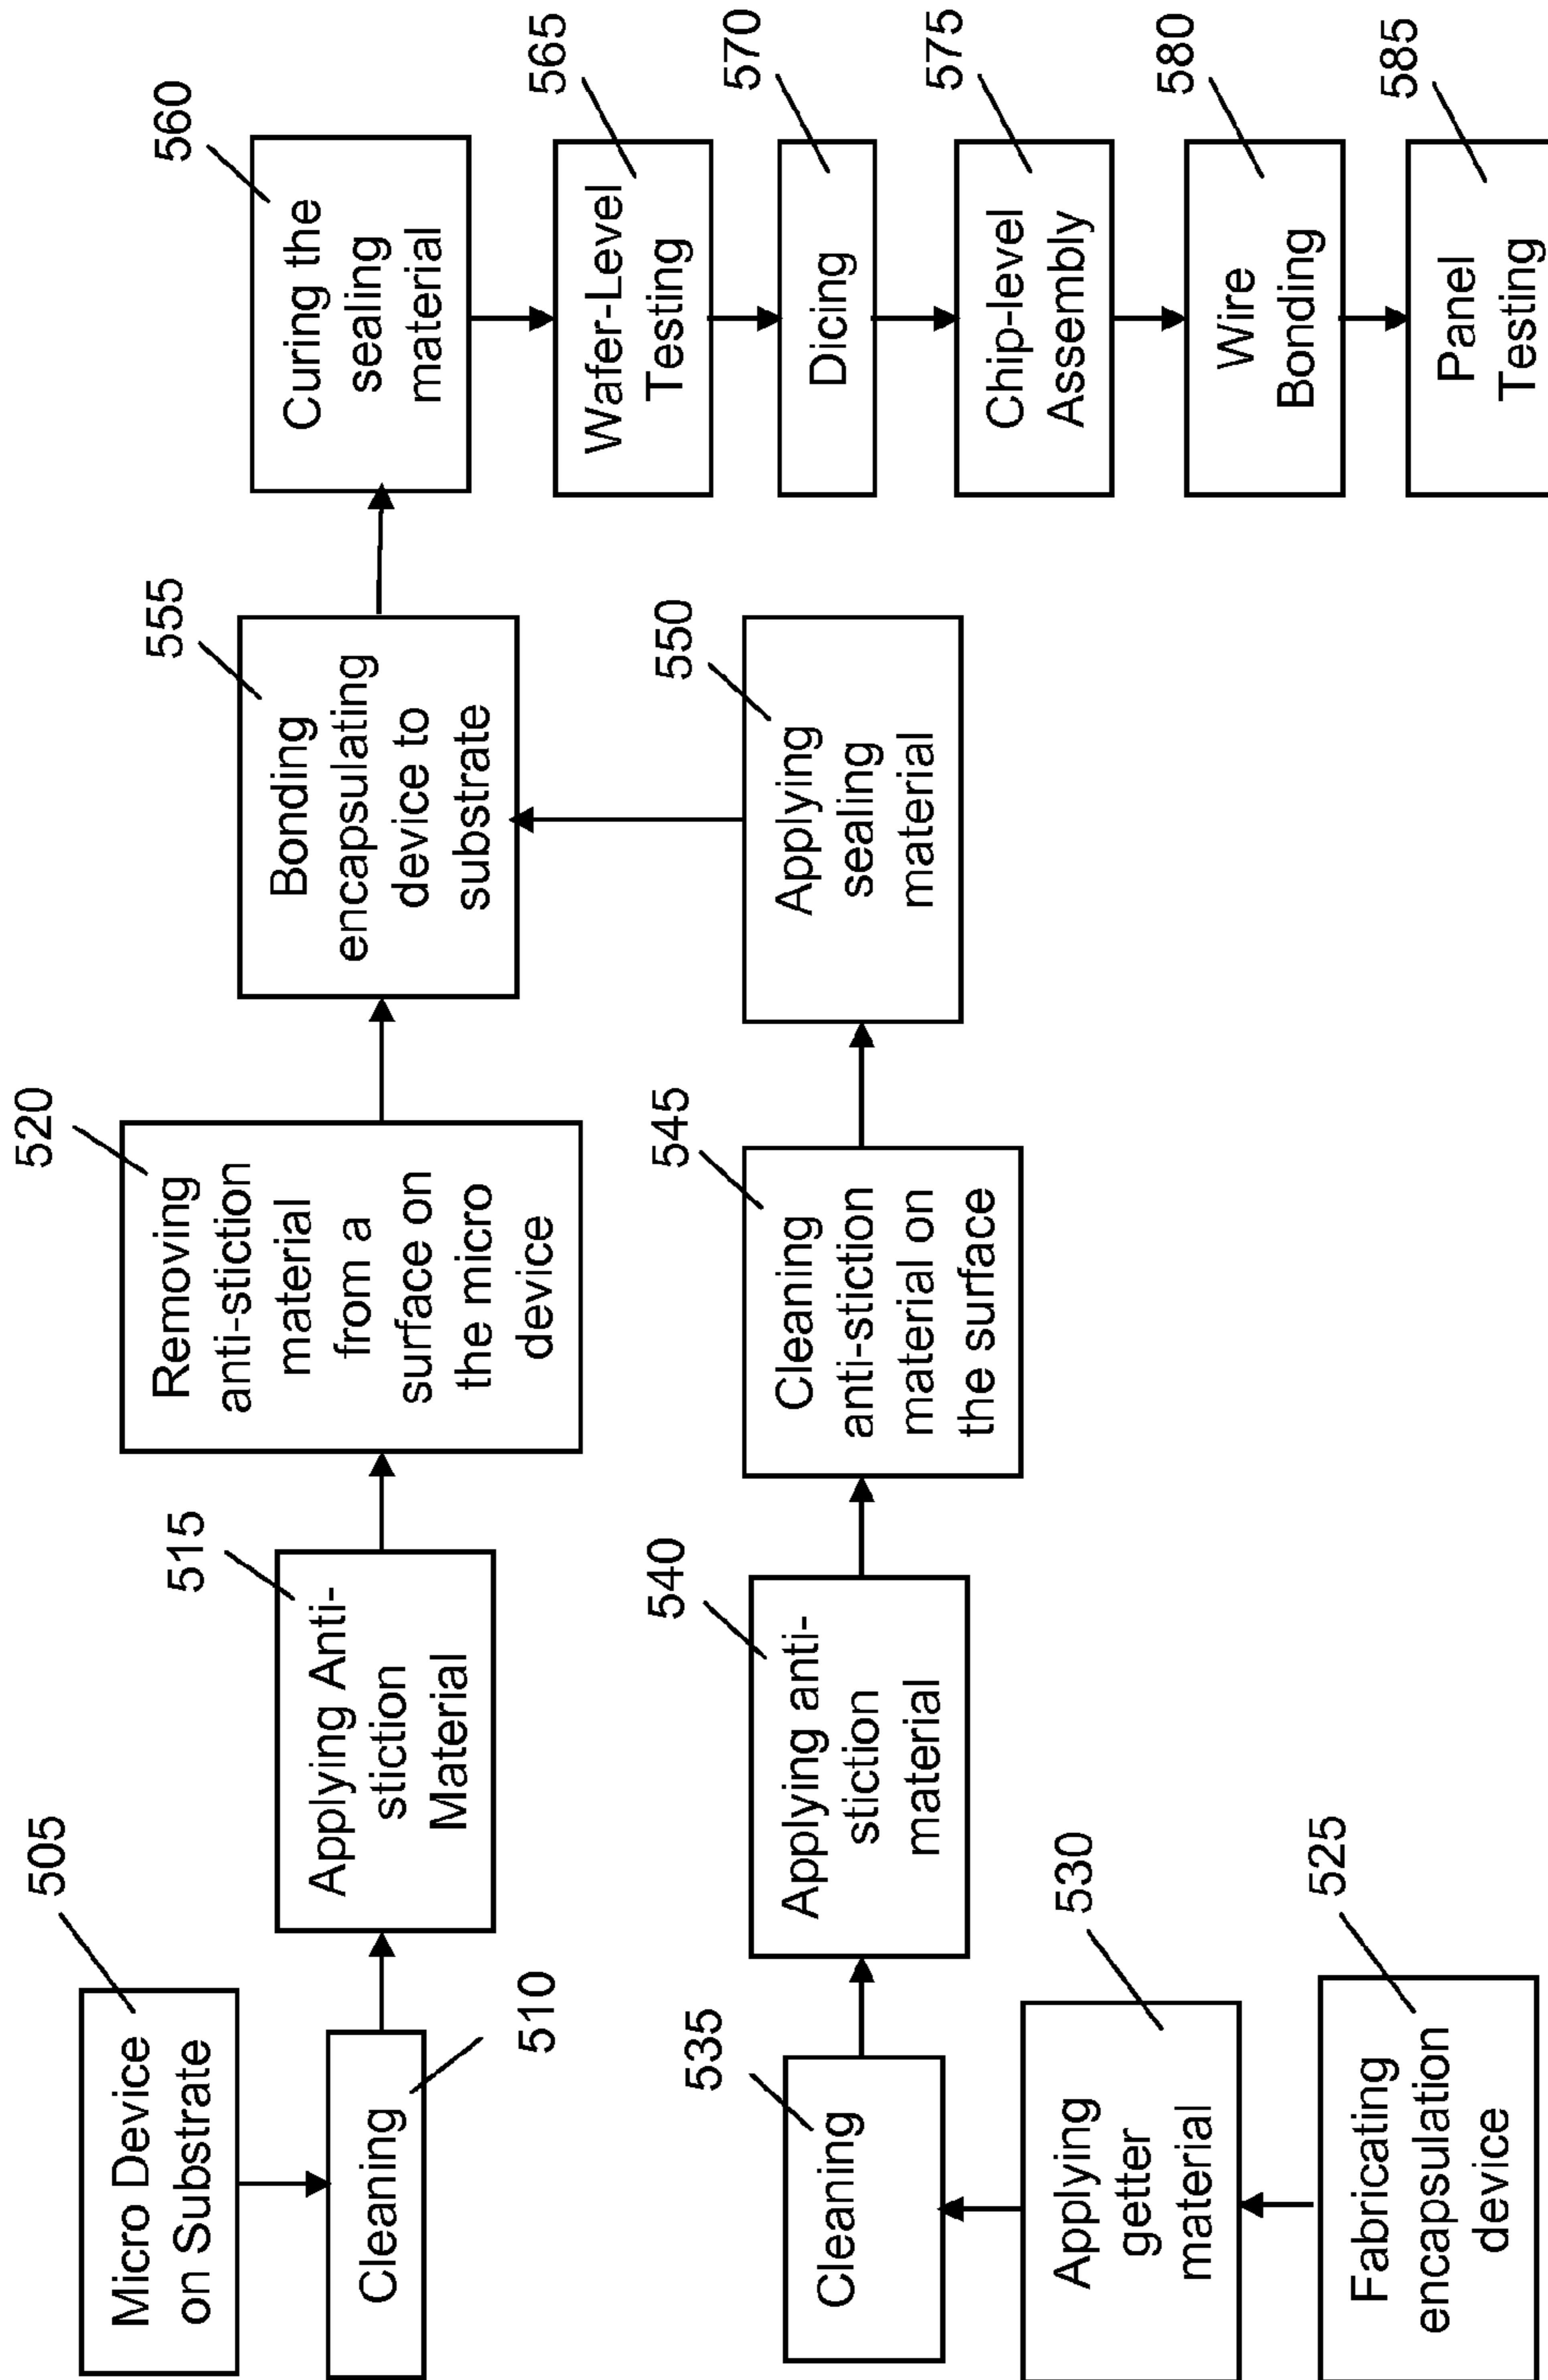 505
Micro Device
on Substrate
Cleaning
510
515
Applying Anti-
stiction
Material
520
Removing
anti-stiction
material
from a
surface on
the micro
device
555
Bonding
encapsulating
device to
substrate
560
Curing the
sealing
material
Fabricating
encapsulation
device
525
Applying
getter
material
530
535
Cleaning
540
Applying anti-
stiction
material
545
Cleaning
anti-stiction
material on
the surface
550
Applying
sealing
material
565
Wafer-Level
Testing
570
Dicing
575
Chip-level
Assembly
580
Wire
Bonding
585
Panel
Testing